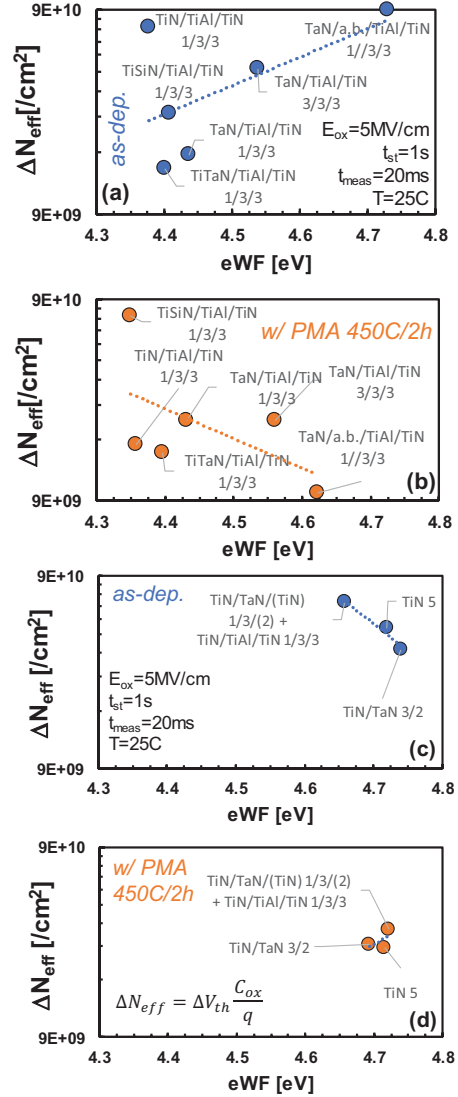 9E+10
TiN/TiAl/TiN
1/3/3
TaN/a.b./TiAl/TiN
1//3/3
TiSiN/TiAl/TiN
1/3/3
TaN/TiAl/TiN
3/3/3
as-dep.
ΔNeff[/cm²]
TaN/TiAl/TiN
1/3/3
TiTaN/TiAl/TiN
1/3/3
Eox=5MV/cm
tst=1s
tmeas=20ms
T=25C
(a)
9E+09
4.3 4.4 4.5 4.6 4.7 4.8
eWF [eV]
9E+10
TiSiN/TiAl/TiN
1/3/3
w/ PMA 450C/2h
TiN/TiAl/TiN
1/3/3
TaN/TiAl/TiN
1/3/3
TaN/TiAl/TiN
3/3/3
ΔNeff[/cm²]
TaN/a.b./TiAl/TiN
1//3/3
TiTaN/TiAl/TiN
1/3/3
(b)
9E+09
4.3 4.4 4.5 4.6 4.7 4.8
eWF [eV]
9E+10
as-dep.
TiN/TaN/(TiN)
1/3/(2) +
TiN/TiAl/TiN 1/3/3
TiN 5
TiN/TaN 3/2
ΔNeff [/cm²]
Eox=5MV/cm
tst=1s
tmeas=20ms
T=25C
(c)
9E+09
4.3 4.4 4.5 4.6 4.7 4.8
eWF [eV]
9E+10
w/ PMA
450C/2h
TiN/TaN/(TiN) 1/3/(2)
+ TiN/TiAl/TiN 1/3/3
TiN/TaN 3/2
TiN 5
ΔNeff [/cm²]
ΔNeff = ΔVth Cox/q
(d)
9E+09
4.3 4.4 4.5 4.6 4.7 4.8
eWF [eV]